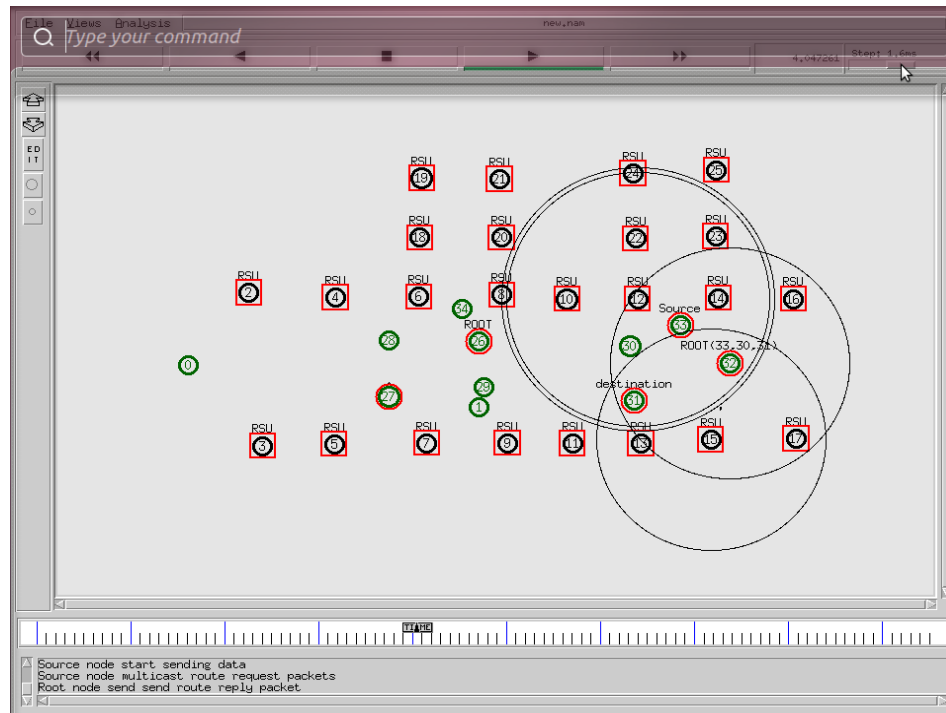 File Views Analysis new.nam
Type your command
4.047261 Step: 1.6ms
ED
IT
RSU RSU RSU RSU
19 21 24 25
RSU RSU RSU RSU
18 20 22 23
RSU RSU RSU RSU RSU RSU RSU RSU
2 4 6 8 10 12 14 16
34 Source
33
ROOT
28 26 30 ROOT(33,30,31)
0 32
29 destination
27 1 31
RSU RSU RSU RSU RSU RSU RSU RSU
3 5 7 9 11 13 15 17
TIME
Source node start sending data
Source node multicast route request packets
Root node send send route reply packet